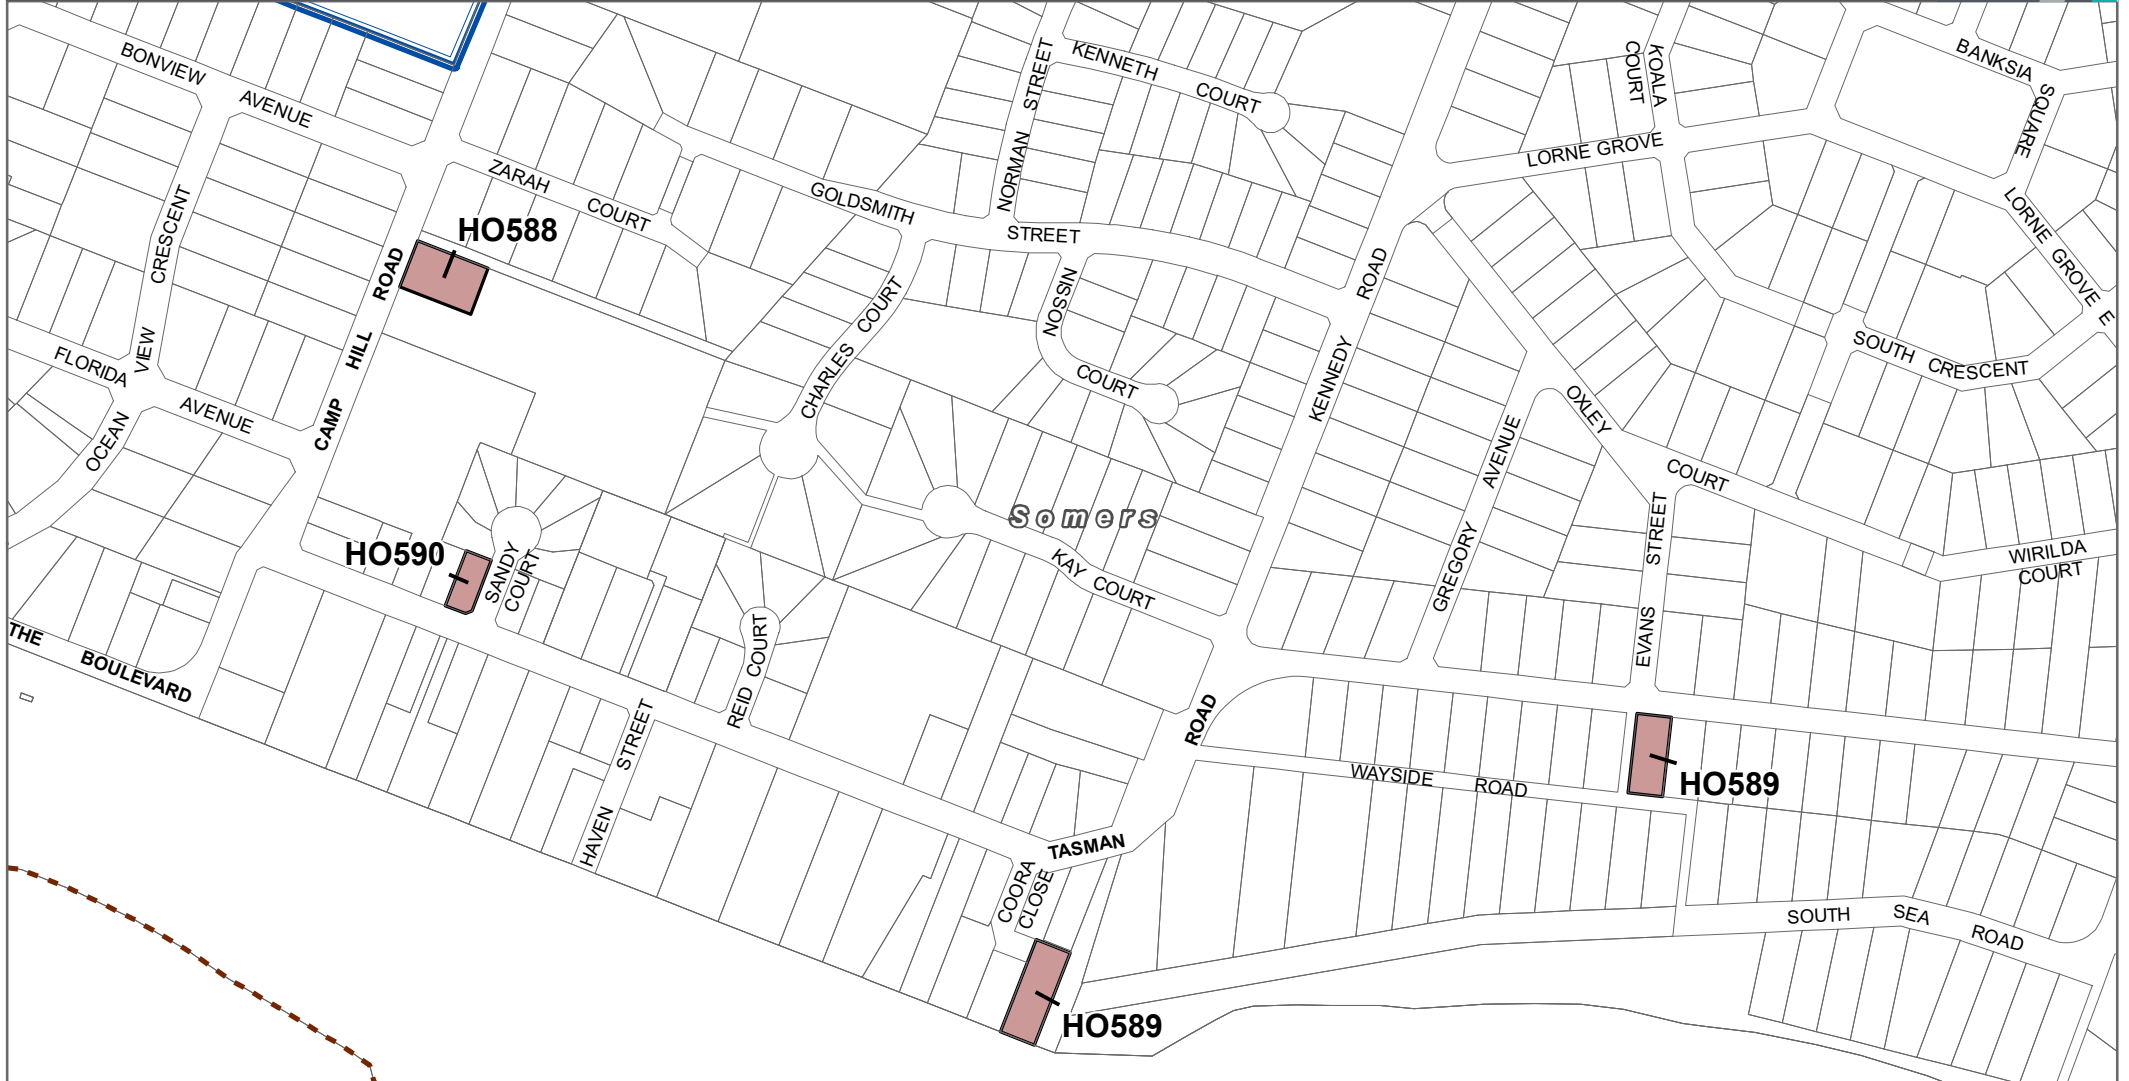 BONVIEW
AVENUE
KENNETH
COURT
NORMAN STREET
KOALA
COURT
BANKSIA
SQUARE
LORNE GROVE
ZARAH
COURT
GOLDSMITH
STREET
HO588
VIEW CRESCENT
CAMP HILL ROAD
LORNE GROVE E
NOSSIN
COURT
CHARLES COURT
KENNEDY ROAD
SOUTH CRESCENT
FLORIDA
AVENUE
OCEAN
OXLEY
COURT
GREGORY AVENUE
EVANS STREET
Somers
WIRILDA
COURT
HO590
SANDY
COURT
KAY COURT
THE BOULEVARD
REID COURT
HAVEN STREET
ROAD
TASMAN
WAYSIDE ROAD
HO589
COORA
CLOSE
SOUTH SEA ROAD
HO589